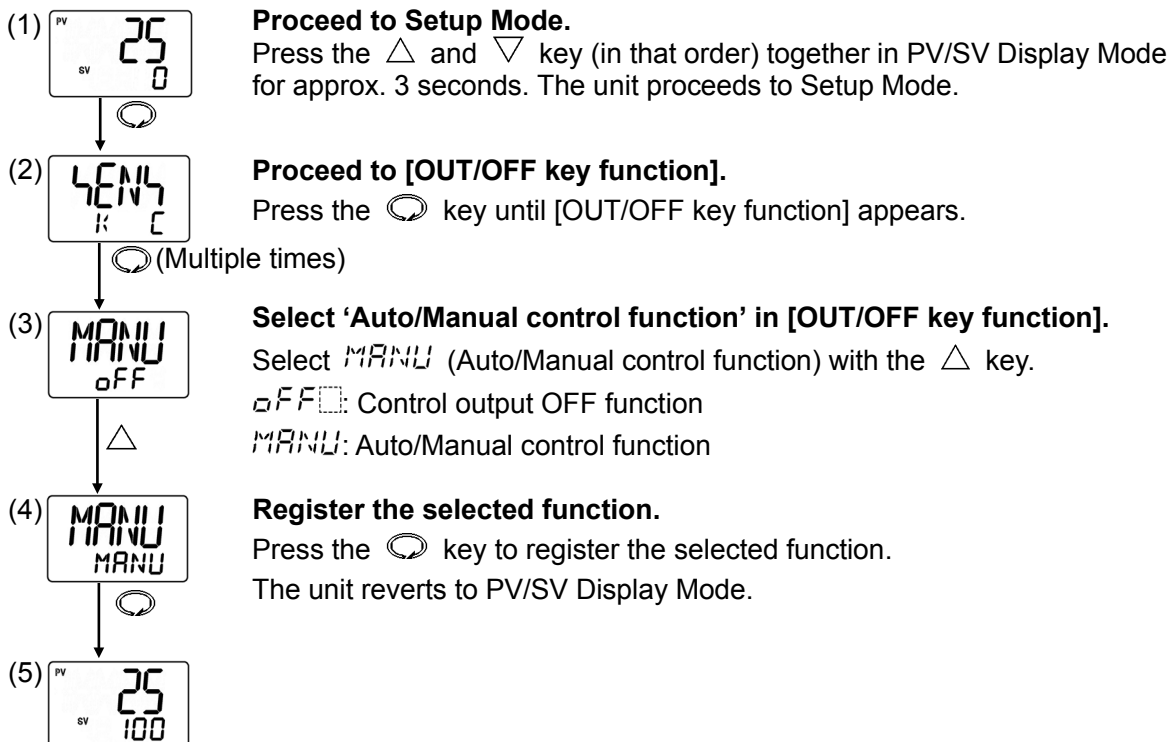 (1) PV 25
SV 0
Proceed to Setup Mode.
Press the △ and ▽ key (in that order) together in PV/SV Display Mode
for approx. 3 seconds. The unit proceeds to Setup Mode.
(2) SENS
K C
Proceed to [OUT/OFF key function].
Press the key until [OUT/OFF key function] appears.
(Multiple times)
(3) MANU
oFF
Select ‘Auto/Manual control function’ in [OUT/OFF key function].
Select MANU (Auto/Manual control function) with the △ key.
oFF: Control output OFF function
MANU: Auto/Manual control function
△
(4) MANU
MANU
Register the selected function.
Press the key to register the selected function.
The unit reverts to PV/SV Display Mode.
(5) PV 25
SV 100